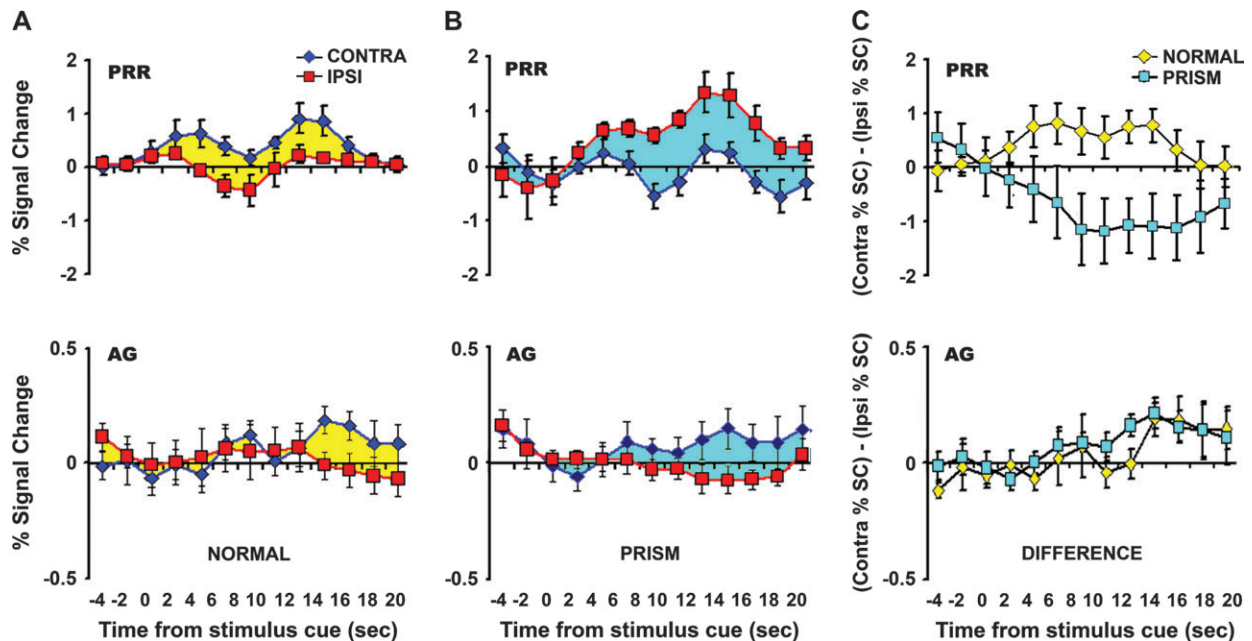 A
B
C
PRR
CONTRA
IPSI
% Signal Change
2
1
0
-1
-2
PRR
2
1
0
-1
-2
PRR
NORMAL
PRISM
(Contra % SC) - (Ipsi % SC)
2
1
0
-1
-2
AG
% Signal Change
0.5
0
-0.5
NORMAL
-4 -2 0 2 4 6 8 10 12 14 16 18 20
Time from stimulus cue (sec)
AG
0.5
0
-0.5
PRISM
-4 -2 0 2 4 6 8 10 12 14 16 18 20
Time from stimulus cue (sec)
AG
(Contra % SC) - (Ipsi % SC)
0.5
0
-0.5
DIFFERENCE
-4 -2 0 2 4 6 8 10 12 14 16 18 20
Time from stimulus cue (sec)